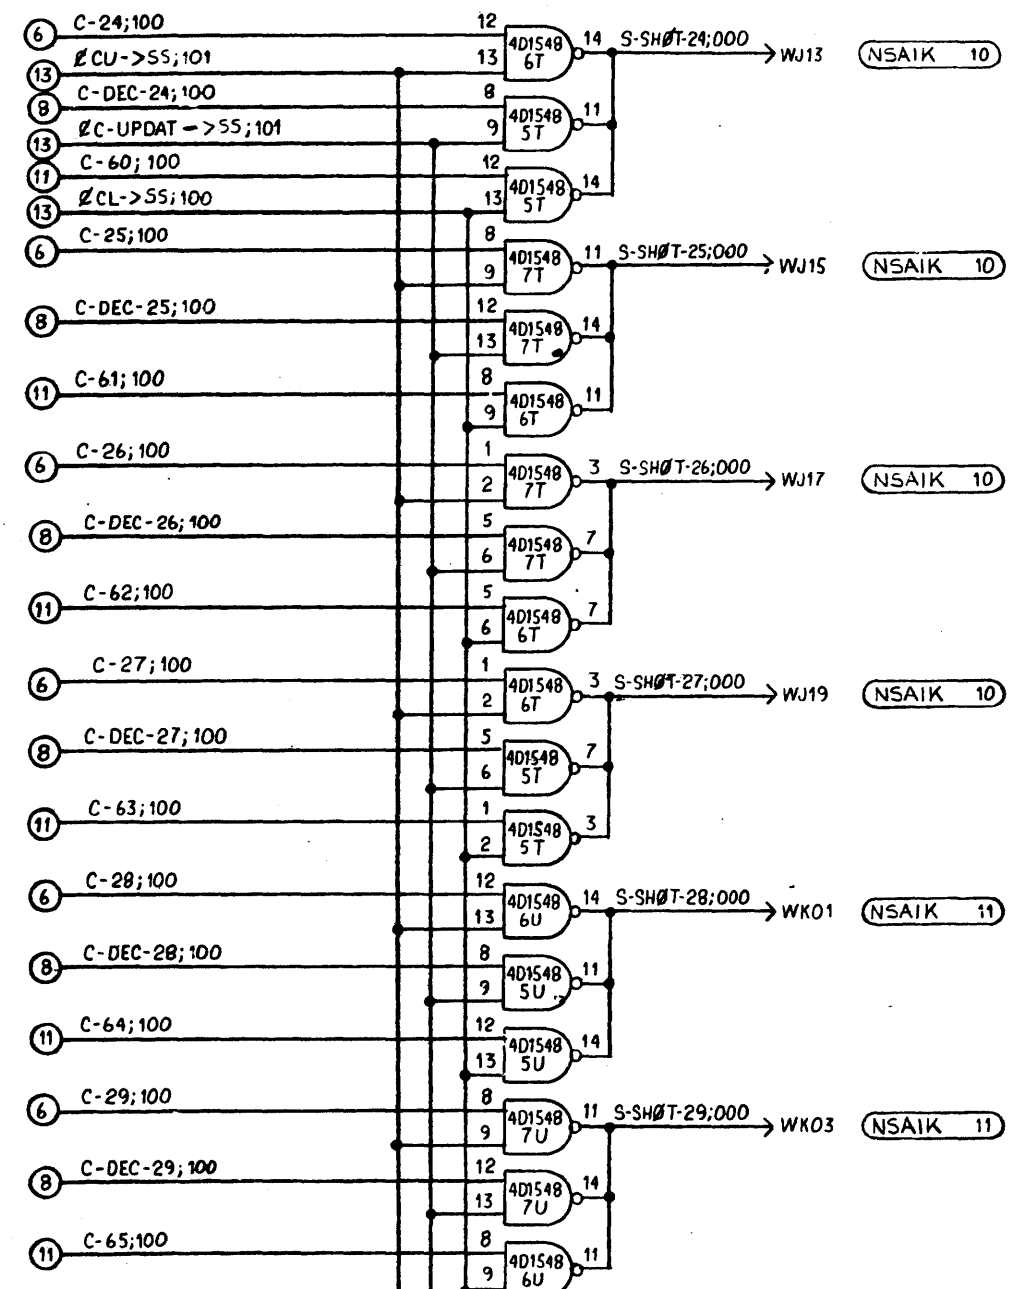 C-24;100 12 4D1548 14 S-SHØT-24;000 WJ13 NSAIK 10
6 6T
ȻCU->SS;101 13
13
C-DEC-24;100 8 4D1548 11
8 5T
ȻC-UPDAT->SS;101 9
13
C-60;100 12 4D1548 14
11 5T
ȻCL->SS;100 13
13
C-25;100 8 4D1548 11 S-SHØT-25;000 WJ15 NSAIK 10
6 9 7T
C-DEC-25;100 12 4D1548 14
8 13 7T
C-61;100 8 4D1548 11
11 9 6T
C-26;100 1 4D1548 3 S-SHØT-26;000 WJ17 NSAIK 10
6 2 7T
C-DEC-26;100 5 4D1548 7
8 6 7T
C-62;100 5 4D1548 7
11 6 6T
C-27;100 1 4D1548 3 S-SHØT-27;000 WJ19 NSAIK 10
6 2 6T
C-DEC-27;100 5 4D1548 7
8 6 5T
C-63;100 1 4D1548 3
11 2 5T
C-28;100 12 4D1548 14 S-SHØT-28;000 WK01 NSAIK 11
6 13 6U
C-DEC-28;100 8 4D1548 11
8 9 5U
C-64;100 12 4D1548 14
11 13 5U
C-29;100 8 4D1548 11 S-SHØT-29;000 WK03 NSAIK 11
6 9 7U
C-DEC-29;100 12 4D1548 14
8 13 7U
C-65;100 8 4D1548 11
11 9 6U